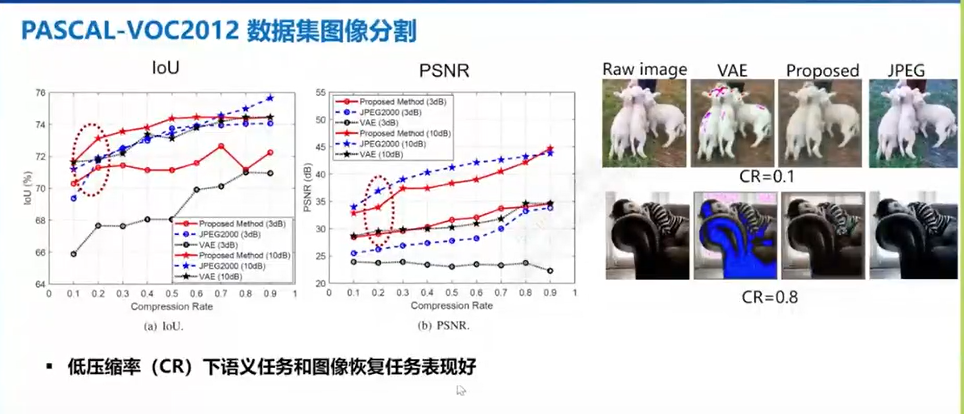 PASCAL-VOC2012 数据集图像分割
IoU
76
74
72
70
68
66
64
IoU (%)
0 0.1 0.2 0.3 0.4 0.5 0.6 0.7 0.8 0.9 1
Compression Rate
Proposed Method (3dB)
JPEG2000 (3dB)
VAE (3dB)
Proposed Method (10dB)
JPEG2000 (10dB)
VAE (10dB)
(a) IoU.
PSNR
55
50
45
40
35
30
25
20
PSNR (dB)
Proposed Method (3dB)
JPEG2000 (3dB)
VAE (3dB)
Proposed Method (10dB)
JPEG2000 (10dB)
VAE (10dB)
0 0.1 0.2 0.3 0.4 0.5 0.6 0.7 0.8 0.9 1
Compression Rate
(b) PSNR.
Raw image VAE Proposed JPEG
CR=0.1
CR=0.8
▪ 低压缩率（CR）下语义任务和图像恢复任务表现好